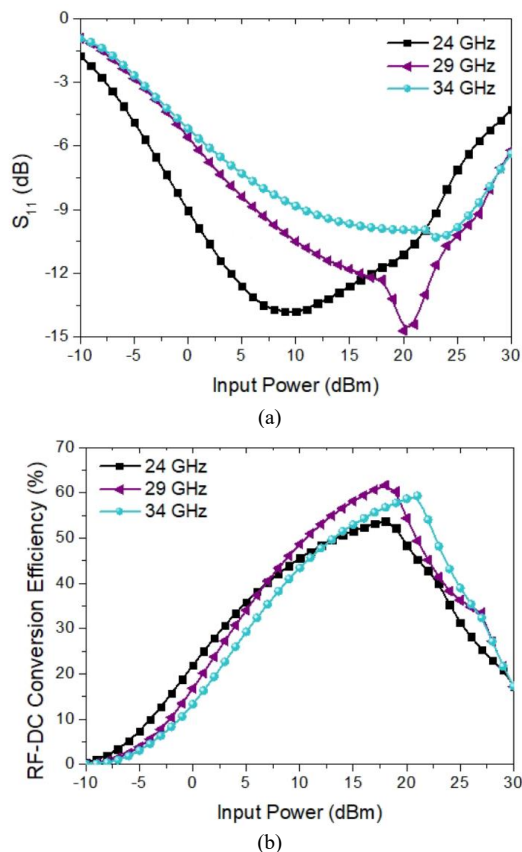 0
-3
-6
-9
-12
-15
S11 (dB)
24 GHz
29 GHz
34 GHz
-10 -5 0 5 10 15 20 25 30
Input Power (dBm)
(a)
70
60
50
40
30
20
10
0
RF-DC Conversion Efficiency (%)
24 GHz
29 GHz
34 GHz
-10 -5 0 5 10 15 20 25 30
Input Power (dBm)
(b)